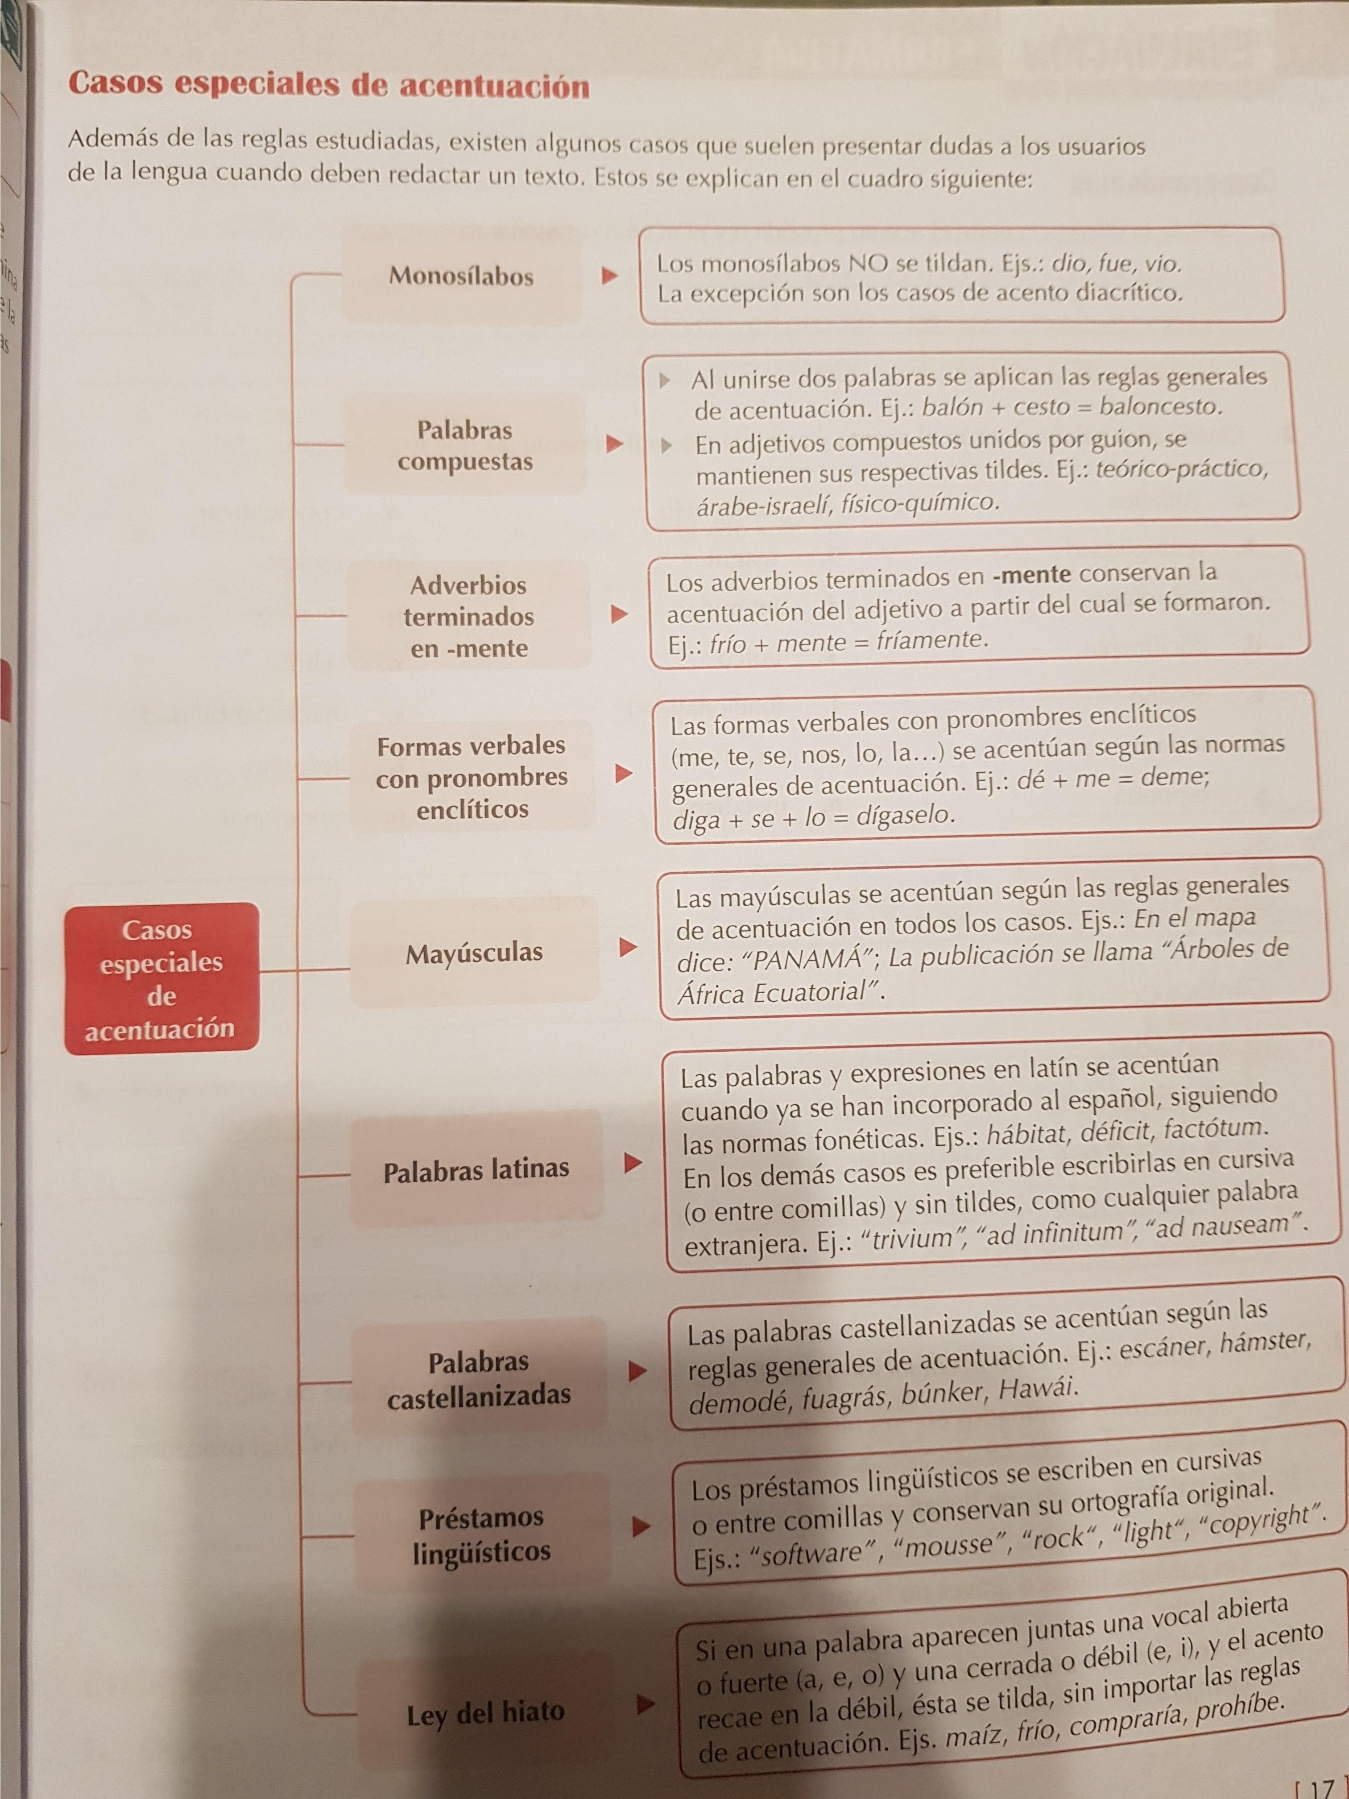 Casos especiales de acentuación
Además de las reglas estudiadas, existen algunos casos que suelen presentar dudas a los usuarios
de la lengua cuando deben redactar un texto. Estos se explican en el cuadro siguiente:
Casos
especiales
de
acentuación
Monosílabos
Los monosílabos NO se tildan. Ejs.: dio, fue, vio.
La excepción son los casos de acento diacrítico.
Palabras
compuestas
Al unirse dos palabras se aplican las reglas generales
de acentuación. Ej.: balón + cesto = baloncesto.
En adjetivos compuestos unidos por guion, se
mantienen sus respectivas tildes. Ej.: teórico-práctico,
árabe-israelí, físico-químico.
Adverbios
terminados
en -mente
Los adverbios terminados en -mente conservan la
acentuación del adjetivo a partir del cual se formaron.
Ej.: frío + mente = fríamente.
Formas verbales
con pronombres
enclíticos
Las formas verbales con pronombres enclíticos
(me, te, se, nos, lo, la...) se acentúan según las normas
generales de acentuación. Ej.: dé + me = deme;
diga + se + lo = dígaselo.
Mayúsculas
Las mayúsculas se acentúan según las reglas generales
de acentuación en todos los casos. Ejs.: En el mapa
dice: "PANAMÁ"; La publicación se llama "Árboles de
África Ecuatorial".
Palabras latinas
Las palabras y expresiones en latín se acentúan
cuando ya se han incorporado al español, siguiendo
las normas fonéticas. Ejs.: hábitat, déficit, factótum.
En los demás casos es preferible escribirlas en cursiva
(o entre comillas) y sin tildes, como cualquier palabra
extranjera. Ej.: "trivium", "ad infinitum", "ad nauseam".
Palabras
castellanizadas
Las palabras castellanizadas se acentúan según las
reglas generales de acentuación. Ej.: escáner, hámster,
demodé, fuagrás, búnker, Hawái.
Préstamos
lingüísticos
Los préstamos lingüísticos se escriben en cursivas
o entre comillas y conservan su ortografía original.
Ejs.: "software", "mousse", "rock", "light", "copyright".
Ley del hiato
Si en una palabra aparecen juntas una vocal abierta
o fuerte (a, e, o) y una cerrada o débil (e, i), y el acento
recae en la débil, ésta se tilda, sin importar las reglas
de acentuación. Ejs. maíz, frío, compraría, prohíbe.
[ 17 ]